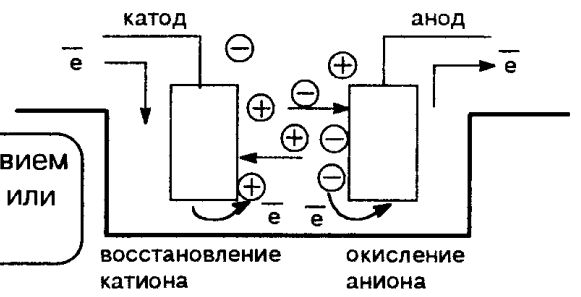 катод
анод
e
e
+
−
−
+
−
+
−
вием
или
+
−
e
e
восстановление
катиона
окисление
аниона